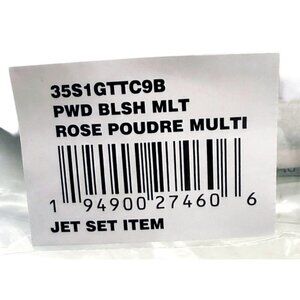 35S1GTTC9B
PWD BLSH MLT
ROSE POUDRE MULTI
1 94900 27460 6
JET SET ITEM